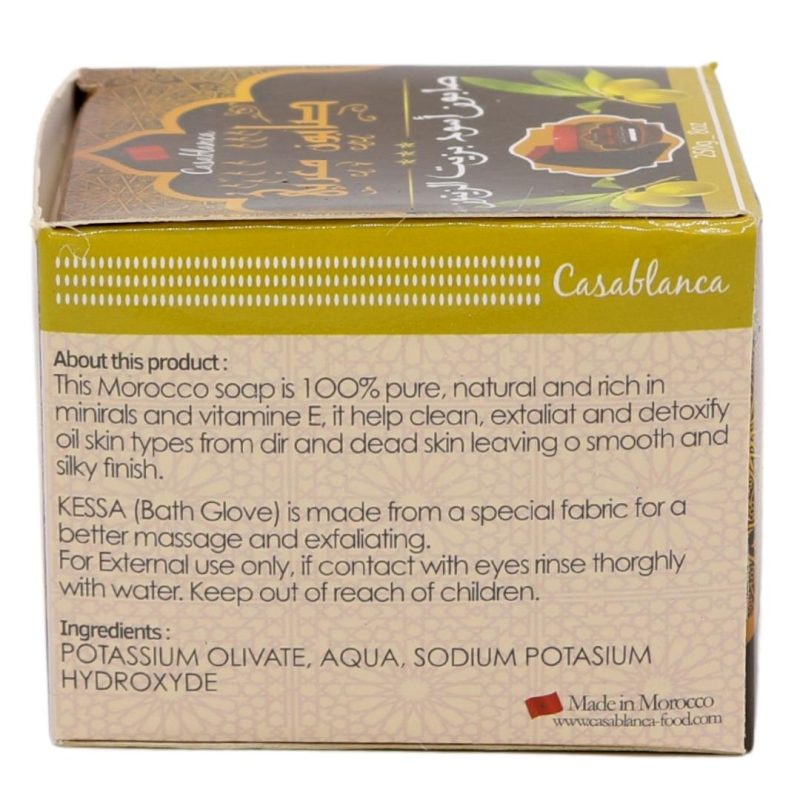 Casablanca
صابون مغربي
صابون أسود بزيت الزيتون
250g_8oz
Casablanca
About this product :
This Morocco soap is 100% pure, natural and rich in
minirals and vitamine E, it help clean, extaliat and detoxify
oil skin types from dir and dead skin leaving o smooth and
silky finish.
KESSA (Bath Glove) is made from a special fabric for a
better massage and exfaliating.
For External use only, if contact with eyes rinse thorghly
with water. Keep out of reach of children.
Ingredients :
POTASSIUM OLIVATE, AQUA, SODIUM POTASIUM
HYDROXYDE
Made in Morocco
www.casablanca-food.com